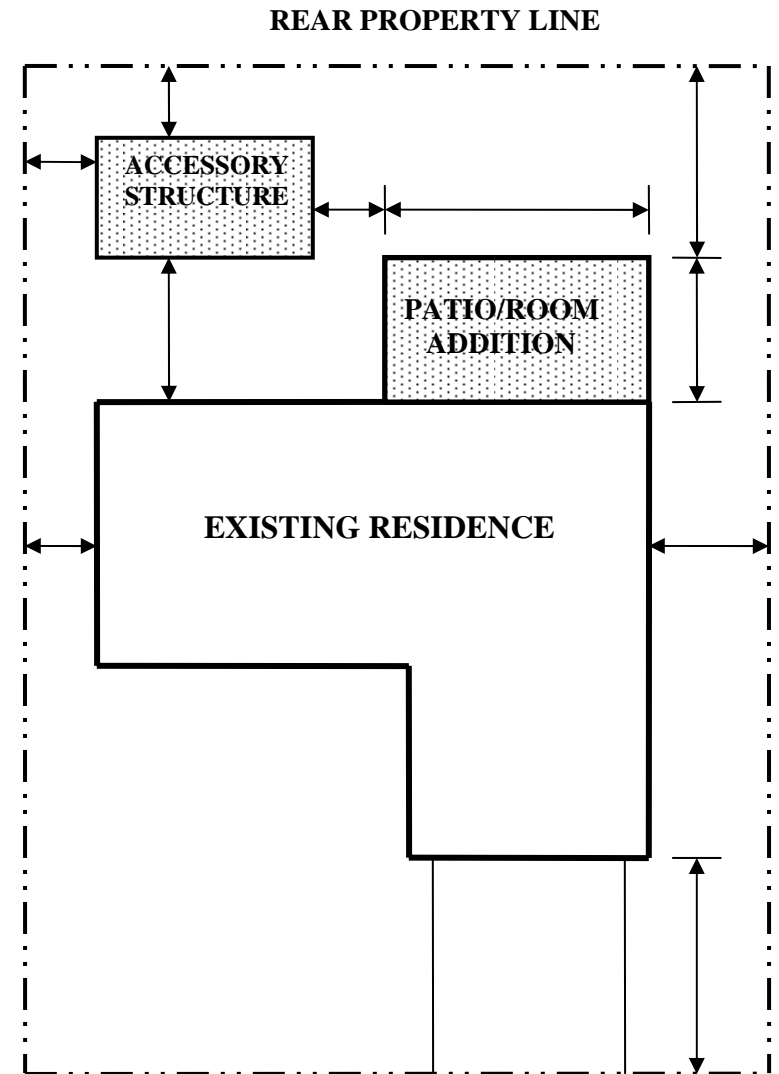 REAR PROPERTY LINE
ACCESSORY
STRUCTURE
PATIO/ROOM
ADDITION
EXISTING RESIDENCE